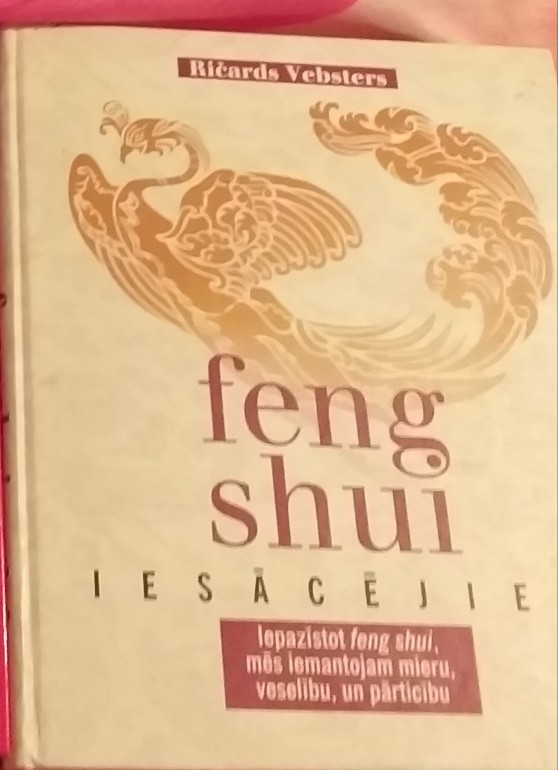 Ričards Vebsters
feng
shui
IESĀCĒJIE
Iepazīstot feng shui,
mēs iemantojam mieru,
veselību, un pārticību